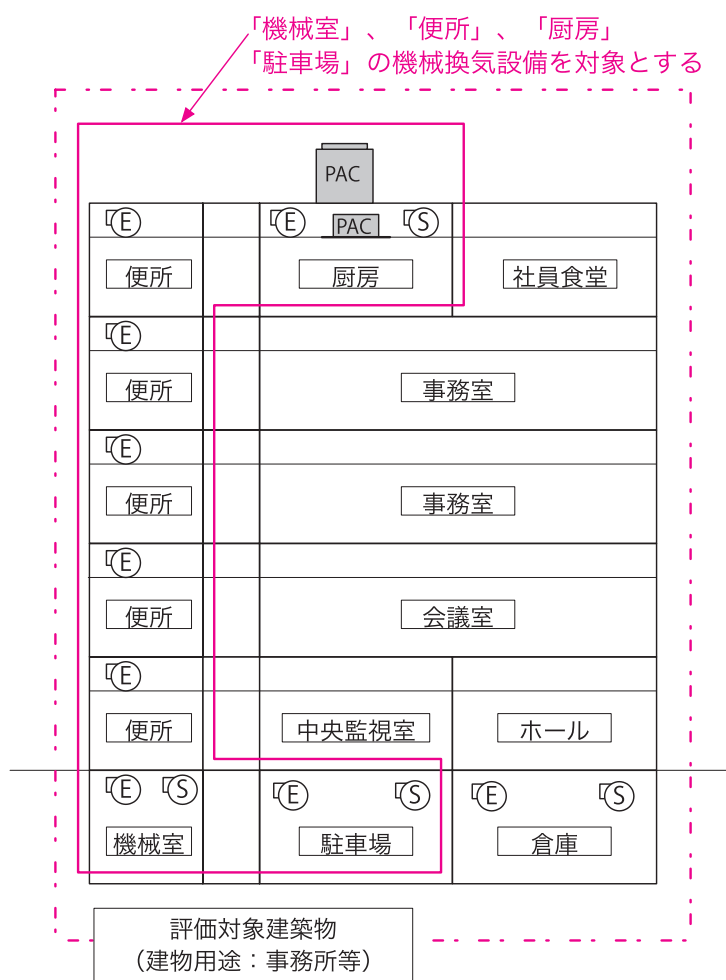 「機械室」、「便所」、「厨房」
「駐車場」の機械換気設備を対象とする
PAC
E
E
PAC
S
便所
厨房
社員食堂
E
便所
事務室
E
便所
事務室
E
便所
会議室
E
便所
中央監視室
ホール
E
S
E
S
E
S
機械室
駐車場
倉庫
評価対象建築物
（建物用途：事務所等）